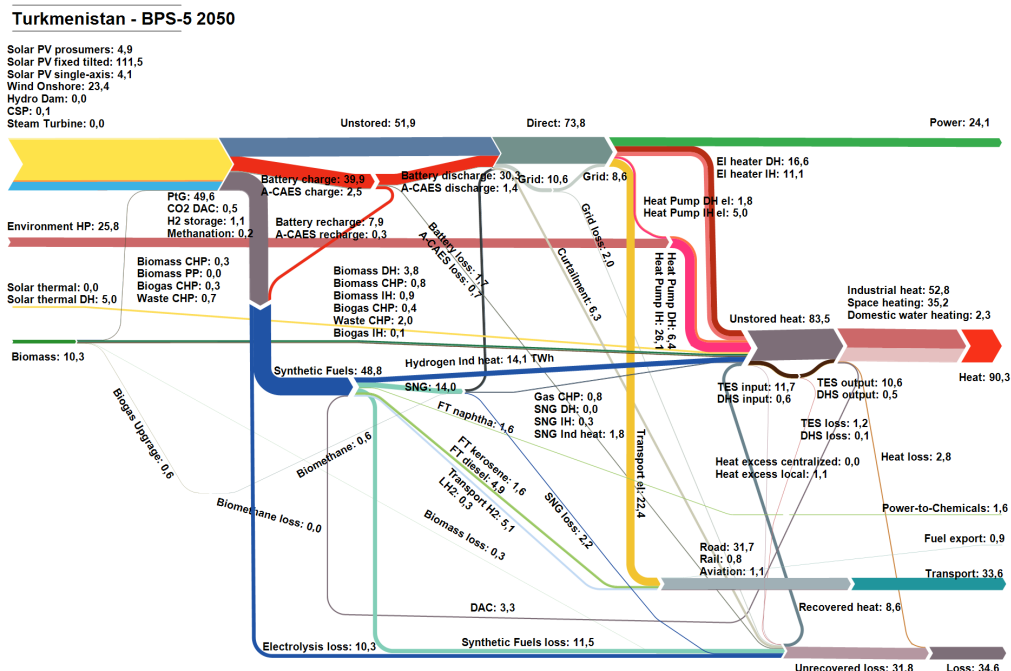 Turkmenistan - BPS-5 2050
Solar PV prosumers: 4,9
Solar PV fixed tilted: 111,5
Solar PV single-axis: 4,1
Wind Onshore: 23,4
Hydro Dam: 0,0
CSP: 0,1
Steam Turbine: 0,0
Unstored: 51,9
Direct: 73,8
Power: 24,1
Battery charge: 39,9
A-CAES charge: 2,5
Battery discharge: 30,3
A-CAES discharge: 1,4
Grid: 10,6
Grid: 8,6
El heater DH: 16,6
El heater IH: 11,1
PtG: 49,6
CO2 DAC: 0,5
H2 storage: 1,1
Methanation: 0,2
Battery recharge: 7,9
A-CAES recharge: 0,3
Heat Pump DH el: 1,8
Heat Pump IH el: 5,0
Environment HP: 25,8
Grid loss: 2,0
Battery loss: 1,7
A-CAES loss: 0,7
Curtailment: 6,3
Heat Pump DH: 6,4
Heat Pump IH: 26,1
Biomass CHP: 0,3
Biomass PP: 0,0
Biogas CHP: 0,3
Waste CHP: 0,7
Biomass DH: 3,8
Biomass CHP: 0,8
Biomass IH: 0,9
Biogas CHP: 0,4
Waste CHP: 2,0
Biogas IH: 0,1
Solar thermal: 0,0
Solar thermal DH: 5,0
Industrial heat: 52,8
Space heating: 35,2
Domestic water heating: 2,3
Unstored heat: 83,5
Biomass: 10,3
Hydrogen Ind heat: 14,1 TWh
Synthetic Fuels: 48,8
SNG: 14,0
Heat: 90,3
Gas CHP: 0,8
SNG DH: 0,0
SNG IH: 0,3
SNG Ind heat: 1,8
TES input: 11,7
DHS input: 0,6
TES output: 10,6
DHS output: 0,5
FT naphtha: 1,6
TES loss: 1,2
DHS loss: 0,1
Biogas Upgrage: 0,6
Biomethane: 0,6
FT kerosene: 1,6
FT diesel: 4,9
Transport H2: 5,1
LH2: 0,3
Transport el: 22,4
Heat excess centralized: 0,0
Heat excess local: 1,1
Heat loss: 2,8
Biomethane loss: 0,0
Biomass loss: 0,3
SNG loss: 2,2
Power-to-Chemicals: 1,6
Fuel export: 0,9
Road: 31,7
Rail: 0,8
Aviation: 1,1
Transport: 33,6
DAC: 3,3
Recovered heat: 8,6
Electrolysis loss: 10,3
Synthetic Fuels loss: 11,5
Unrecovered loss: 31,8
Loss: 34,6